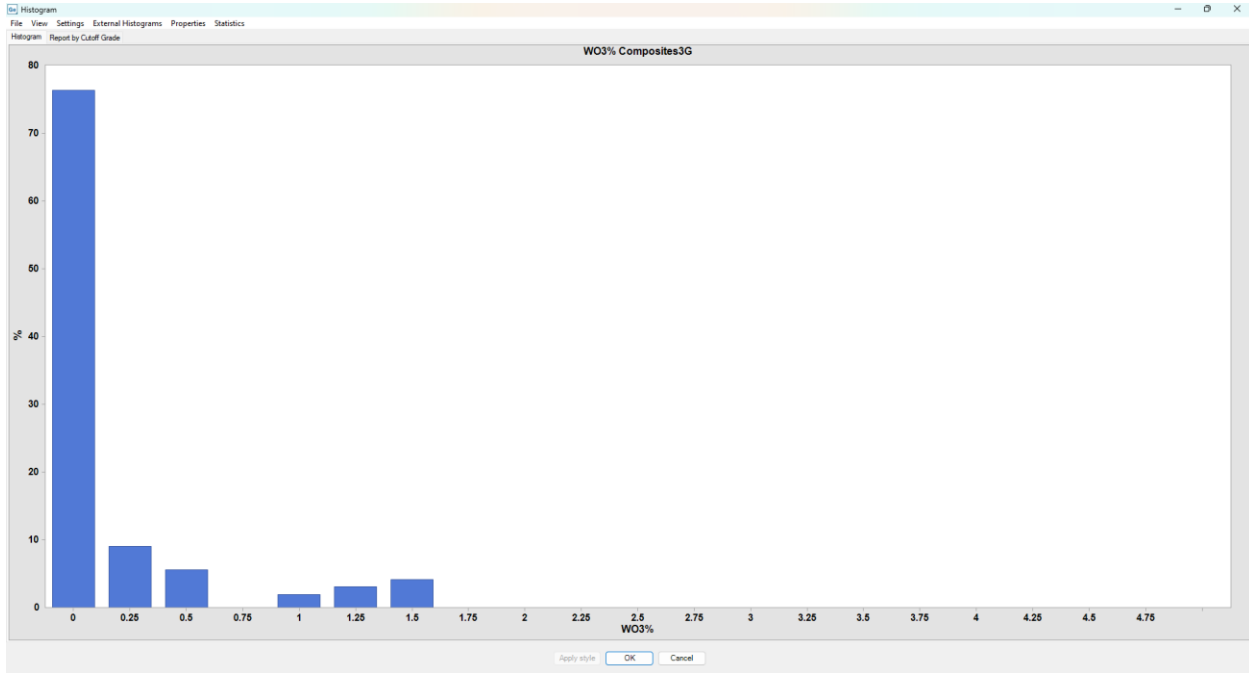 Histogram
File View Settings External Histograms Properties Statistics
Histogram Report by Cutoff Grade
WO3% Composites3G
80
70
60
50
40
30
20
10
0
%
0 0.25 0.5 0.75 1 1.25 1.5 1.75 2 2.25 2.5 2.75 3 3.25 3.5 3.75 4 4.25 4.5 4.75
WO3%
Apply style OK Cancel